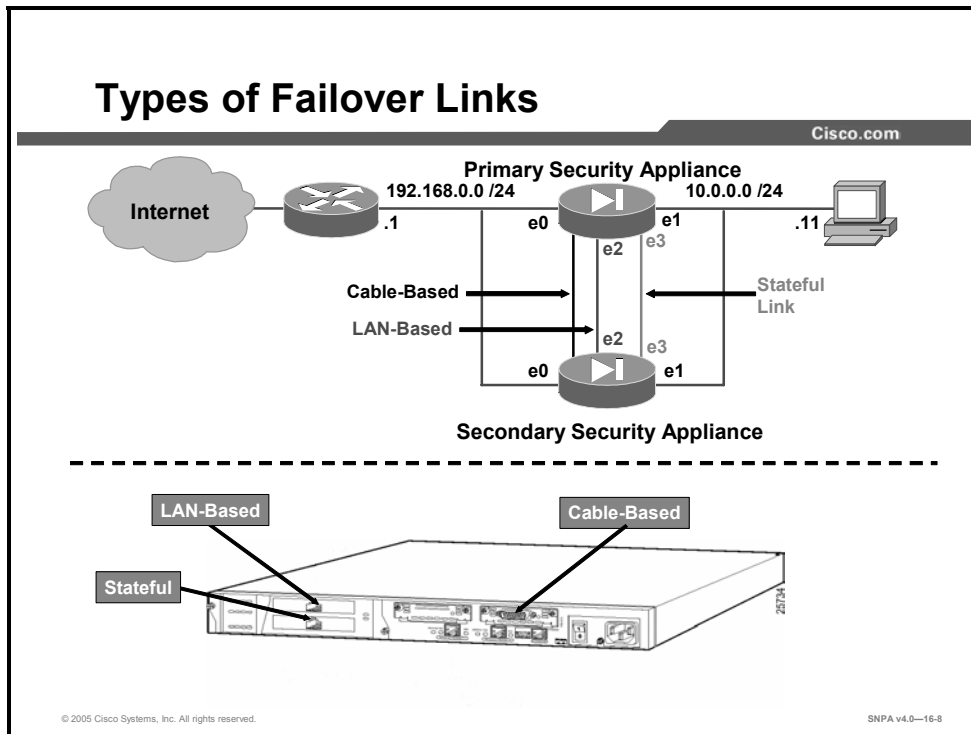 Types of Failover Links
Cisco.com
Primary Security Appliance
192.168.0.0 /24
10.0.0.0 /24
Internet
.1
e0
e1
.11
e2
e3
Cable-Based
Stateful
Link
LAN-Based
e2
e3
e0
e1
Secondary Security Appliance
LAN-Based
Cable-Based
Stateful
25734
© 2005 Cisco Systems, Inc. All rights reserved.
SNPA v4.0—16-8